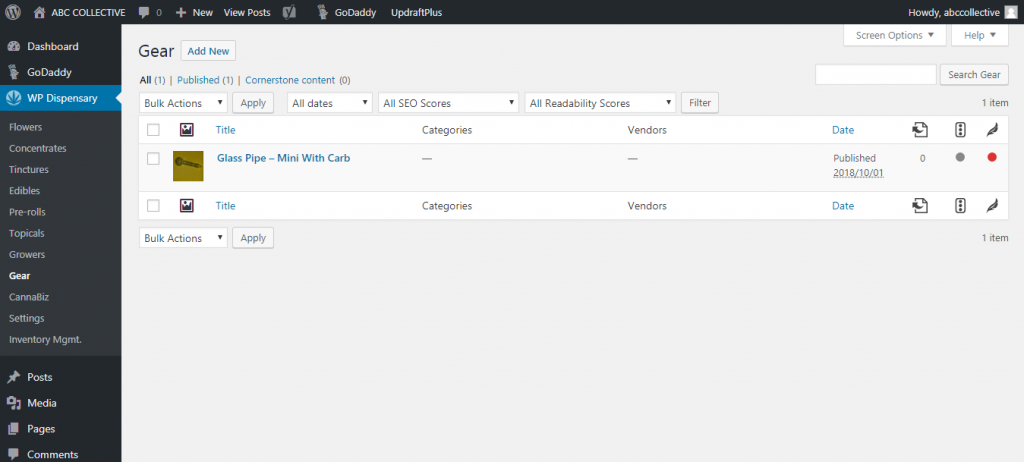 ABC COLLECTIVE 0 New View Posts GoDaddy UpdraftPlus Howdy, abccollective
Dashboard
GoDaddy
WP Dispensary
Flowers
Concentrates
Tinctures
Edibles
Pre-rolls
Topicals
Growers
Gear
CannaBiz
Settings
Inventory Mgmt.
Posts
Media
Pages
Comments
Screen Options Help
Gear Add New
All (1) | Published (1) | Cornerstone content (0)
Search Gear
Bulk Actions Apply All dates All SEO Scores All Readability Scores Filter 1 item
Title Categories Vendors Date
Glass Pipe – Mini With Carb — — Published 0
2018/10/01
Title Categories Vendors Date
Bulk Actions Apply 1 item